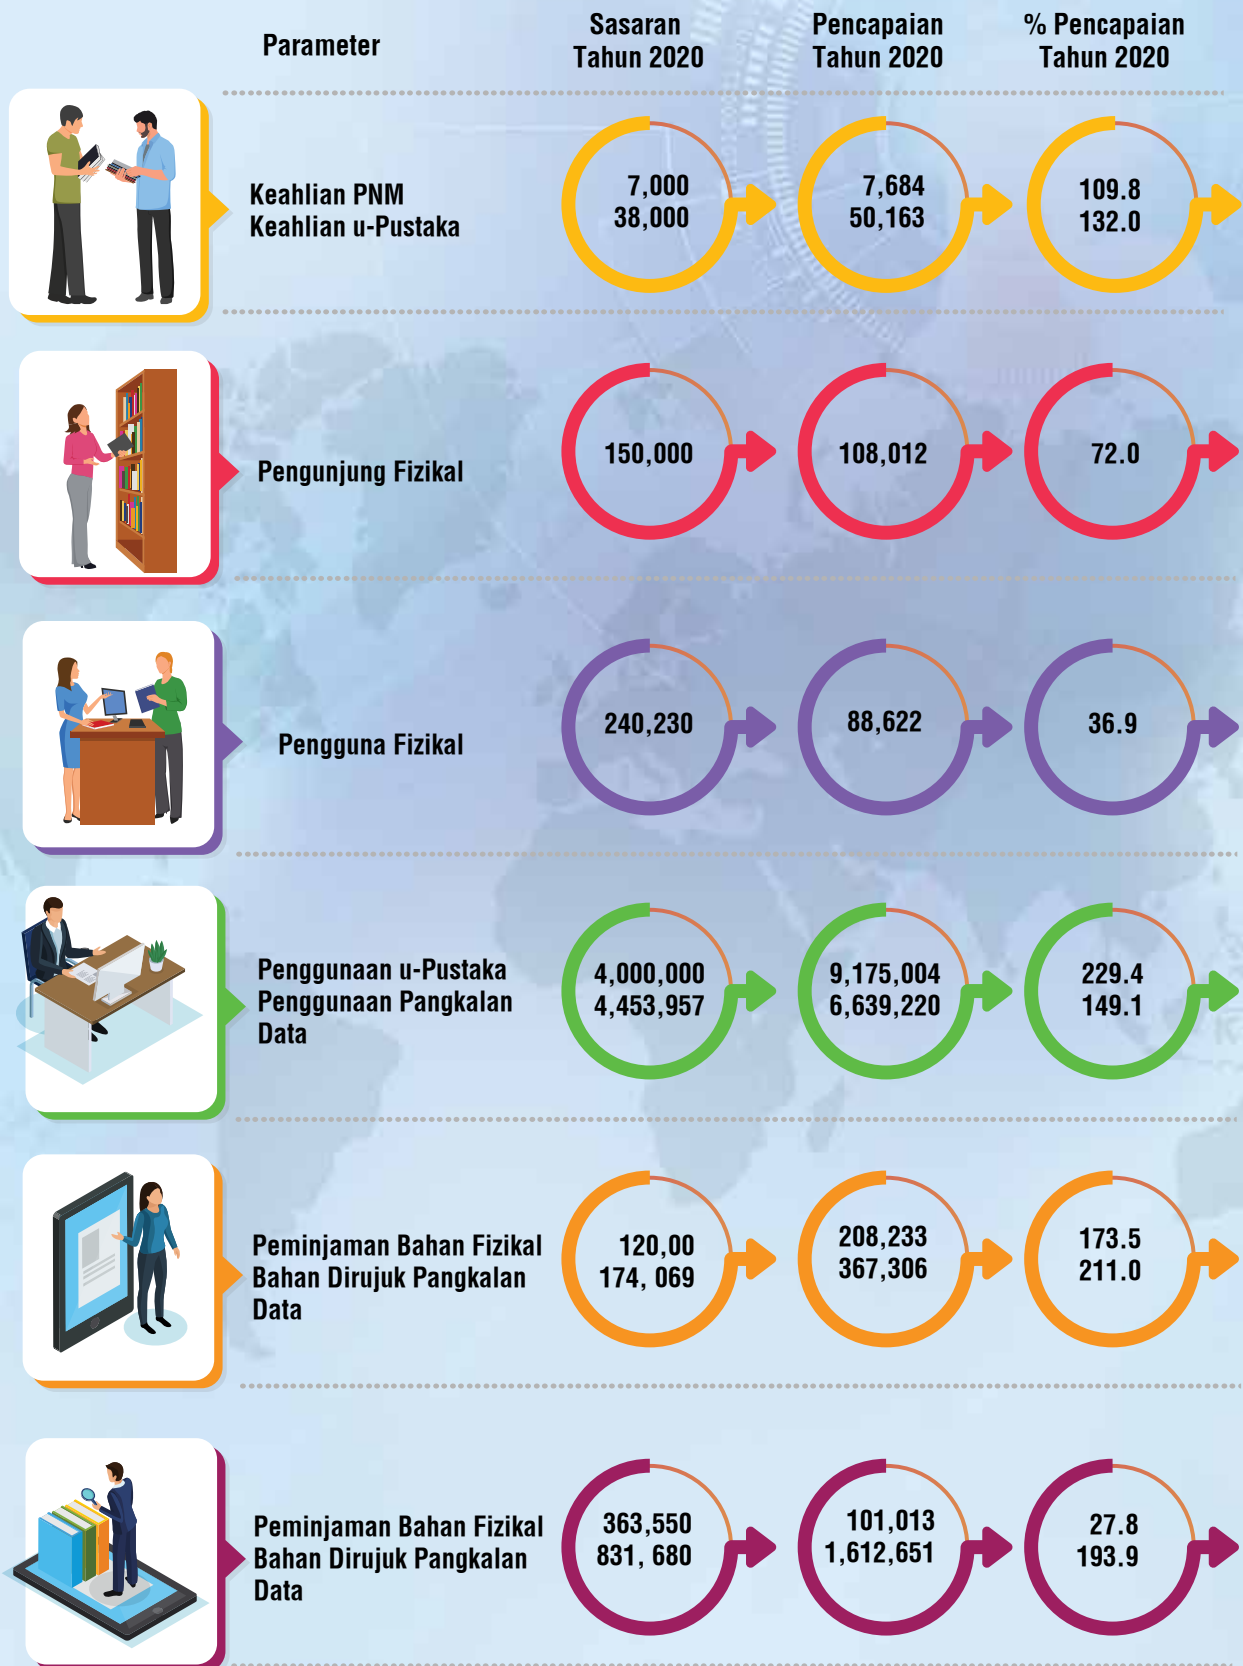 Parameter
Sasaran
Tahun 2020
Pencapaian
Tahun 2020
% Pencapaian
Tahun 2020
Keahlian PNM
Keahlian u-Pustaka
7,000
38,000
7,684
50,163
109.8
132.0
Pengunjung Fizikal
150,000
108,012
72.0
Pengguna Fizikal
240,230
88,622
36.9
Penggunaan u-Pustaka
Penggunaan Pangkalan
Data
4,000,000
4,453,957
9,175,004
6,639,220
229.4
149.1
Peminjaman Bahan Fizikal
Bahan Dirujuk Pangkalan
Data
120,00
174, 069
208,233
367,306
173.5
211.0
Peminjaman Bahan Fizikal
Bahan Dirujuk Pangkalan
Data
363,550
831, 680
101,013
1,612,651
27.8
193.9